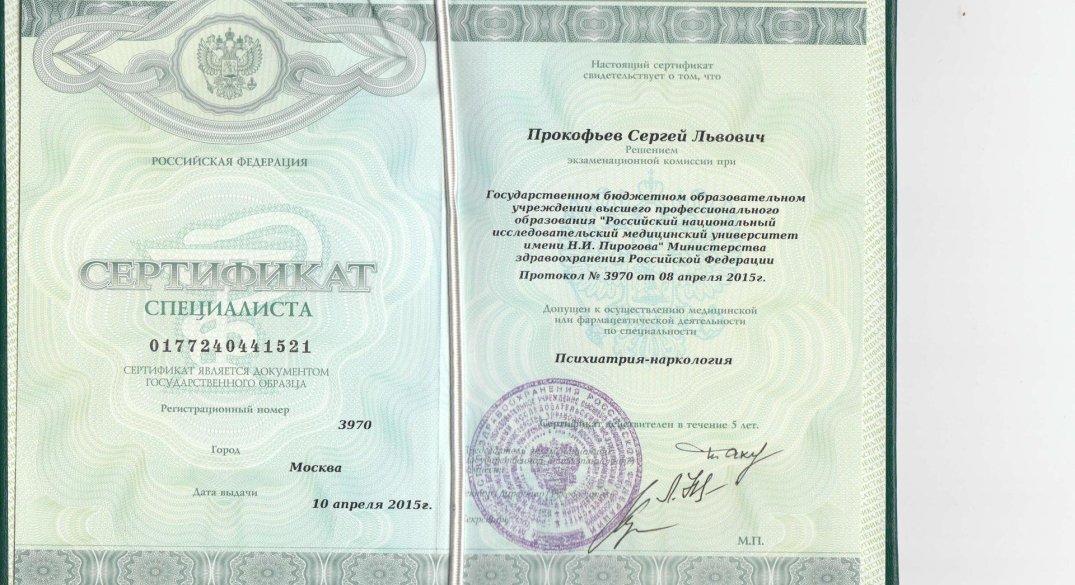 РОССИЙСКАЯ ФЕДЕРАЦИЯ
СЕРТИФИКАТ
СПЕЦИАЛИСТА
0177240441521
СЕРТИФИКАТ ЯВЛЯЕТСЯ ДОКУМЕНТОМ
ГОСУДАРСТВЕННОГО ОБРАЗЦА
Регистрационный номер
3970
Город
Москва
Дата выдачи
10 апреля 2015г.
Настоящий сертификат
свидетельствует о том, что
Прокофьев Сергей Львович
Решением
экзаменационной комиссии при
Государственном бюджетном образовательном
учреждении высшего профессионального
образования "Российский национальный
исследовательский медицинский университет
имени Н.И. Пирогова" Министерства
здравоохранения Российской Федерации
Протокол № 3970 от 08 апреля 2015г.
Допущен к осуществлению медицинской
или фармацевтической деятельности
по специальности
Психиатрия-наркология
Сертификат действителен в течение 5 лет.
М.П.